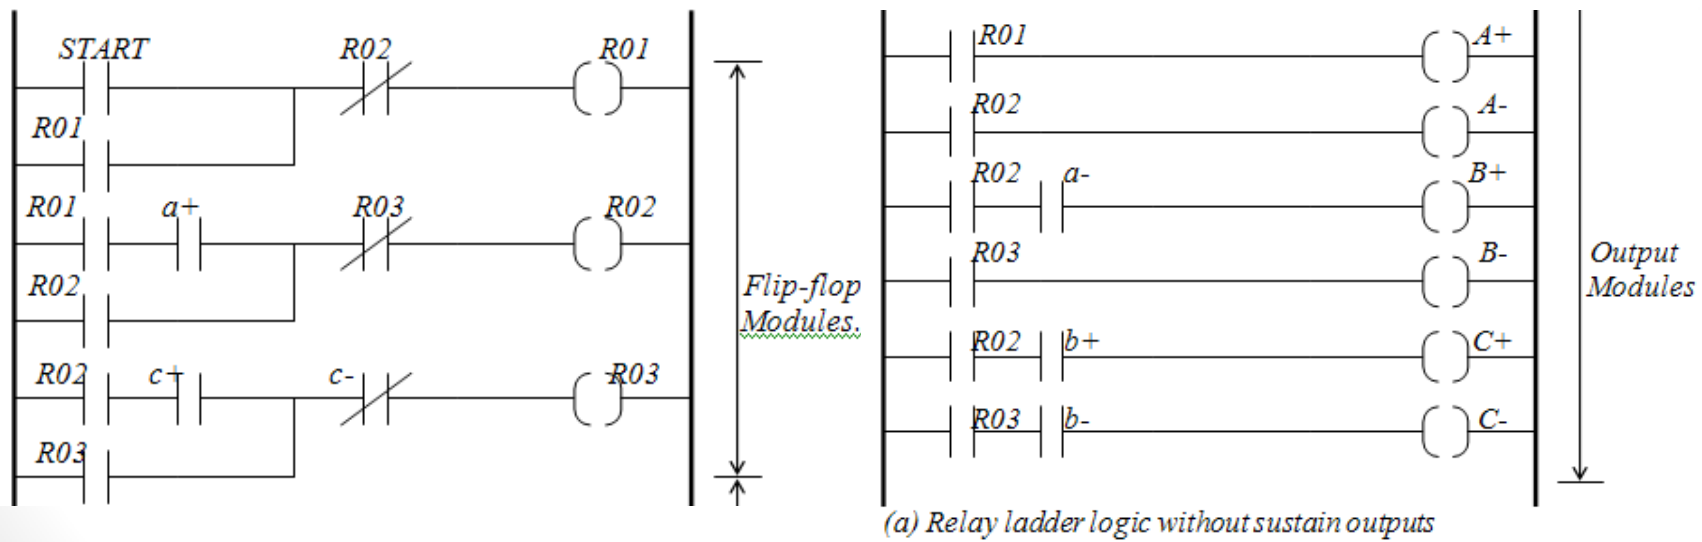 START R02 R01
R01
R01 a+ R03 R02
R02
R02 c+ c- R03
R03
Flip-flop
Modules.
R01 A+
R02 A-
R02 a- B+
R03 B-
R02 b+ C+
R03 b- C-
Output
Modules
(a) Relay ladder logic without sustain outputs